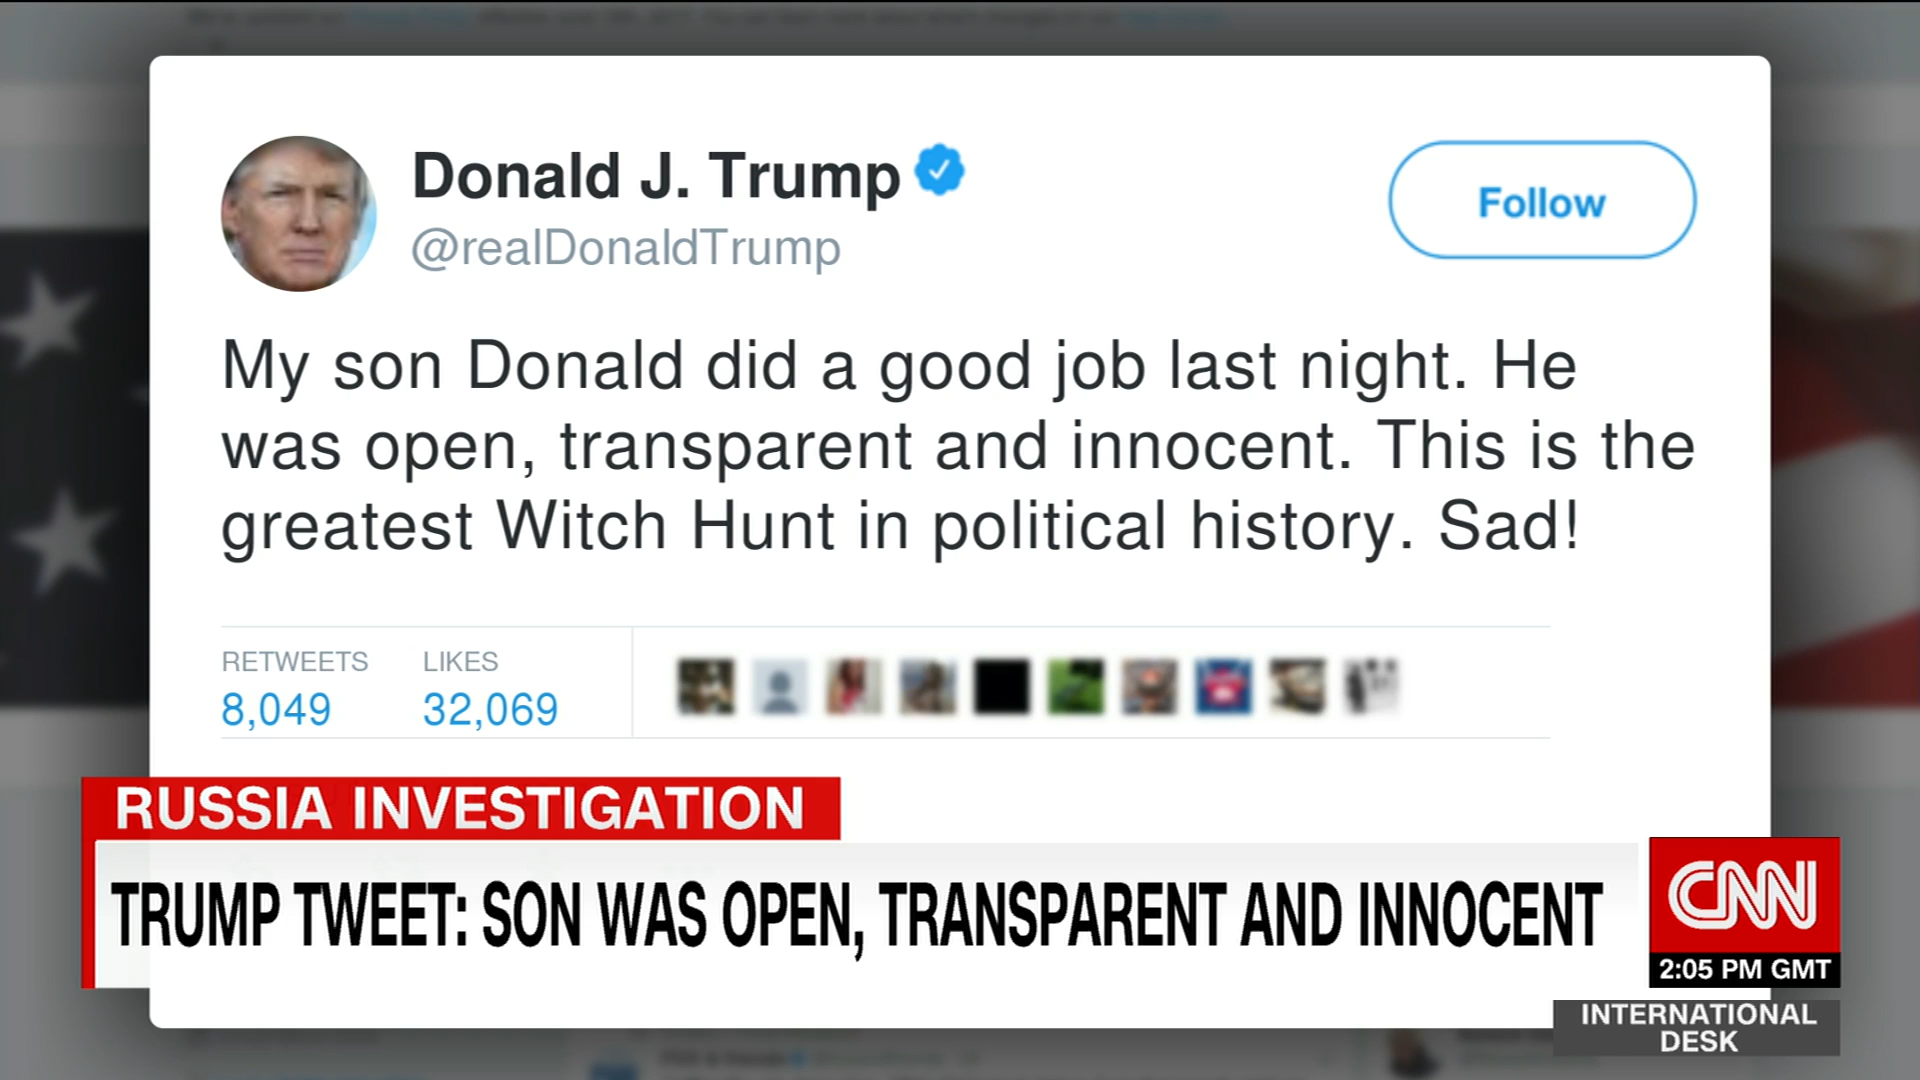 Donald J. Trump
@realDonaldTrump
Follow
My son Donald did a good job last night. He
was open, transparent and innocent. This is the
greatest Witch Hunt in political history. Sad!
RETWEETS LIKES
8,049 32,069
RUSSIA INVESTIGATION
TRUMP TWEET: SON WAS OPEN, TRANSPARENT AND INNOCENT
CNN
2:05 PM GMT
INTERNATIONAL
DESK